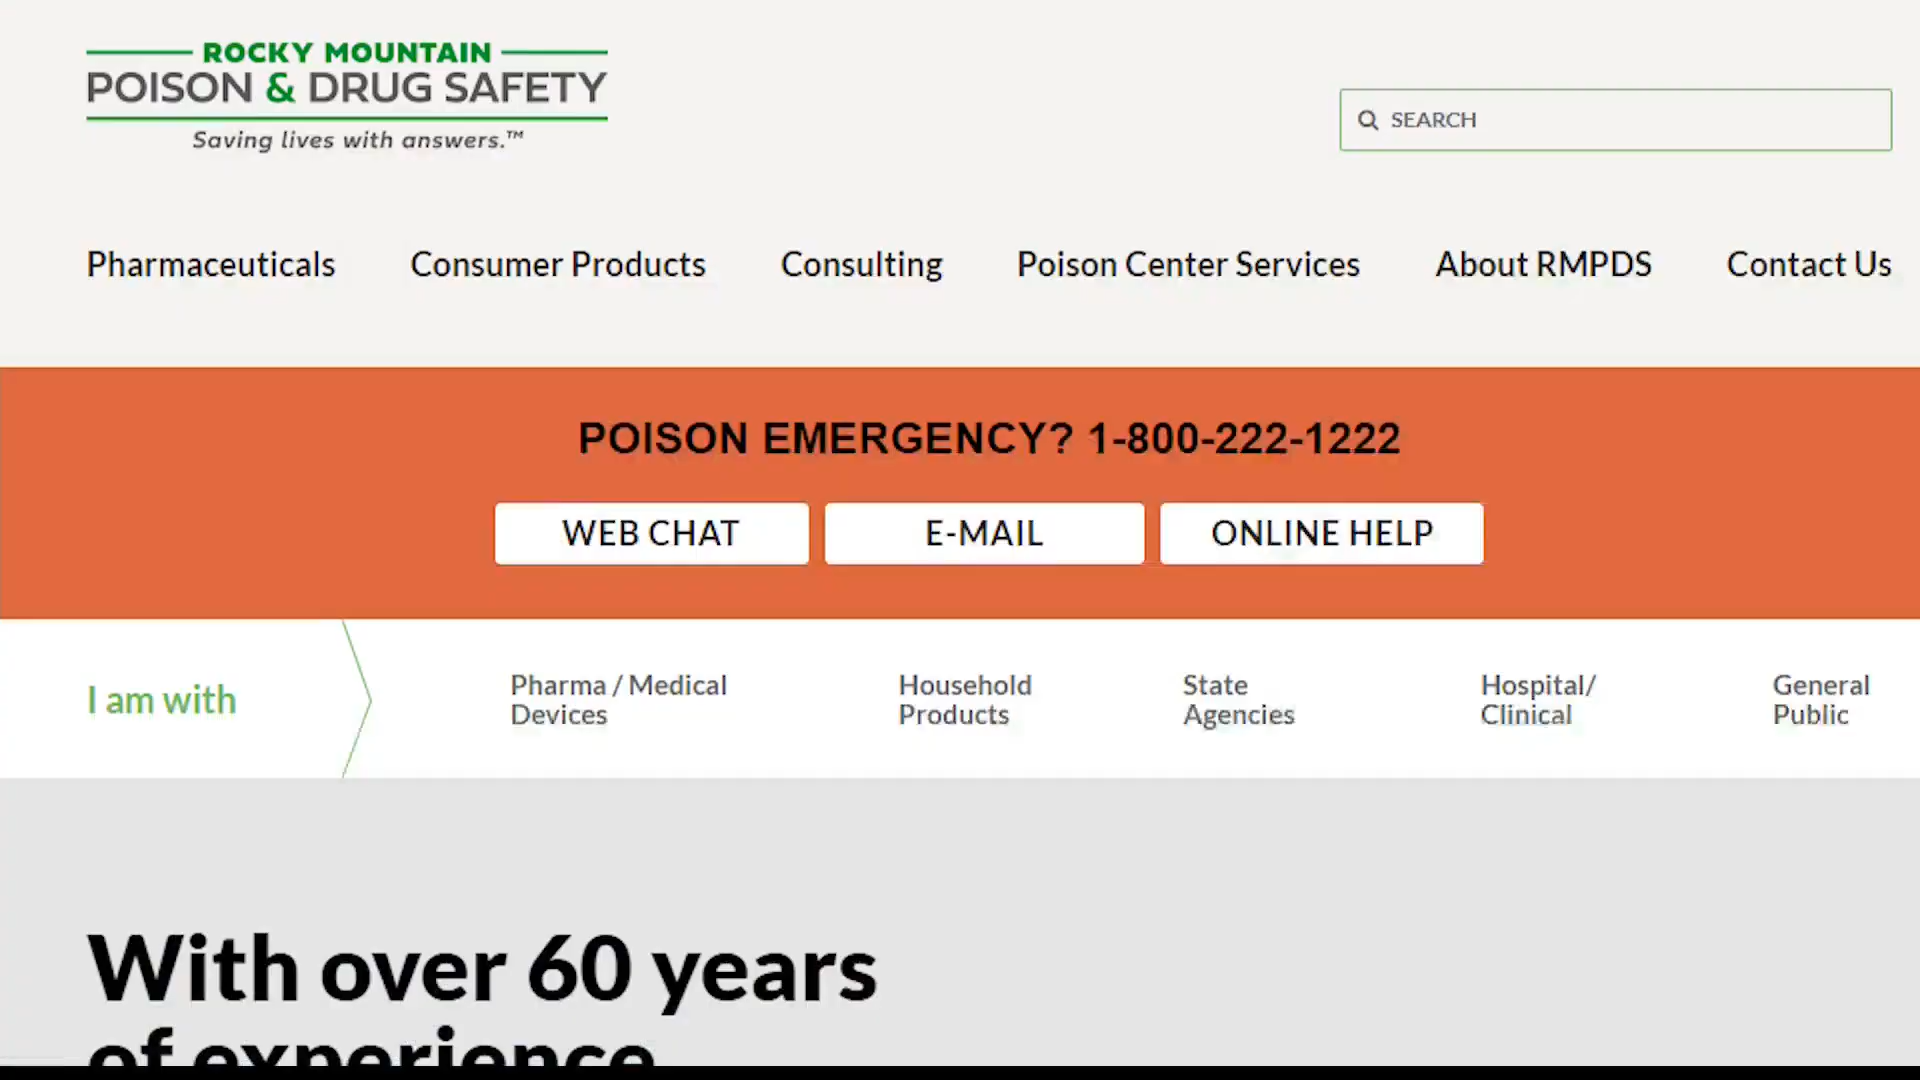 ROCKY MOUNTAIN
POISON & DRUG SAFETY
Saving lives with answers.™
SEARCH
Pharmaceuticals Consumer Products Consulting Poison Center Services About RMPDS Contact Us
POISON EMERGENCY? 1-800-222-1222
WEB CHAT E-MAIL ONLINE HELP
I am with
Pharma / Medical
Devices
Household
Products
State
Agencies
Hospital/
Clinical
General
Public
With over 60 years
of experience